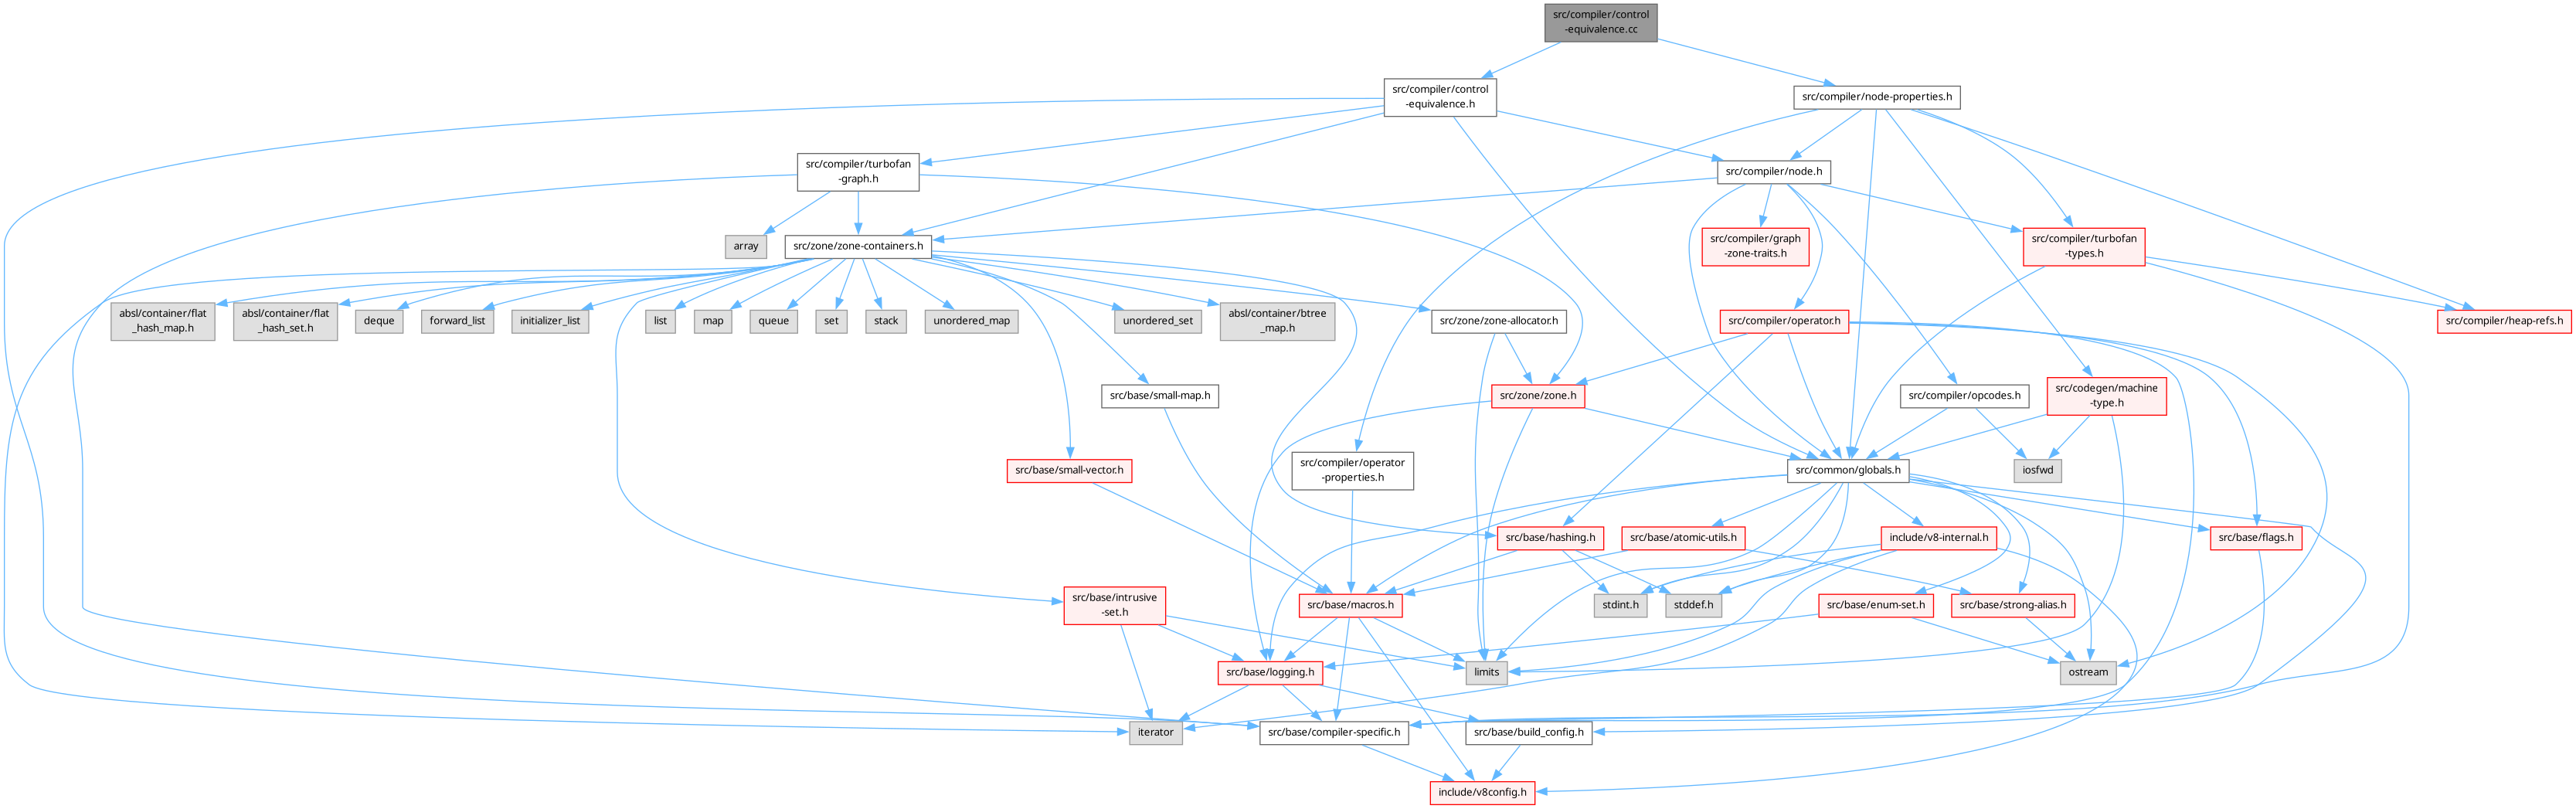 src/compiler/control
-equivalence.cc
src/compiler/control
-equivalence.h
src/compiler/node-properties.h
src/compiler/turbofan
-graph.h
src/compiler/node.h
array
src/zone/zone-containers.h
src/compiler/graph
-zone-traits.h
src/compiler/turbofan
-types.h
absl/container/flat
_hash_map.h
absl/container/flat
_hash_set.h
deque
forward_list
initializer_list
list
map
queue
set
stack
unordered_map
unordered_set
absl/container/btree
_map.h
src/zone/zone-allocator.h
src/compiler/operator.h
src/compiler/heap-refs.h
src/base/small-map.h
src/zone/zone.h
src/compiler/opcodes.h
src/codegen/machine
-type.h
src/base/small-vector.h
src/compiler/operator
-properties.h
src/common/globals.h
iosfwd
src/base/hashing.h
src/base/atomic-utils.h
include/v8-internal.h
src/base/flags.h
src/base/intrusive
-set.h
src/base/macros.h
stdint.h
stddef.h
src/base/enum-set.h
src/base/strong-alias.h
src/base/logging.h
limits
ostream
iterator
src/base/compiler-specific.h
src/base/build_config.h
include/v8config.h